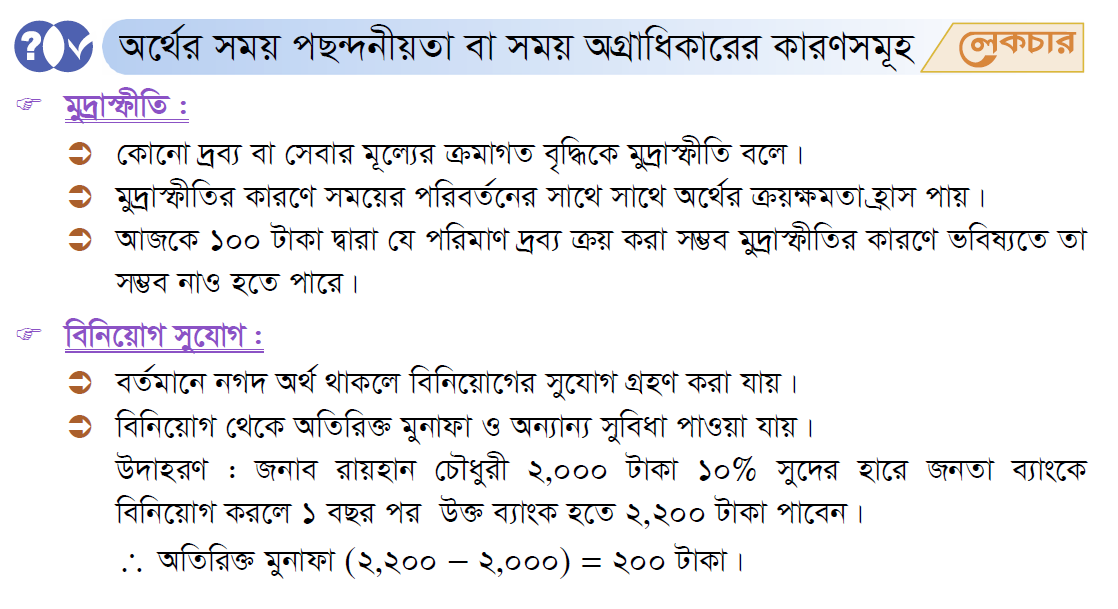 অর্থের সময় পছন্দনীয়তা বা সময় অগ্রাধিকারের কারণসমূহ
লেকচার
মুদ্রাস্ফীতি :
কোনো দ্রব্য বা সেবার মূল্যের ক্রমাগত বৃদ্ধিকে মুদ্রাস্ফীতি বলে।
মুদ্রাস্ফীতির কারণে সময়ের পরিবর্তনের সাথে সাথে অর্থের ক্রয়ক্ষমতা হ্রাস পায়।
আজকে ১০০ টাকা দ্বারা যে পরিমাণ দ্রব্য ক্রয় করা সম্ভব মুদ্রাস্ফীতির কারণে ভবিষ্যতে তা
সম্ভব নাও হতে পারে।
বিনিয়োগ সুযোগ :
বর্তমানে নগদ অর্থ থাকলে বিনিয়োগের সুযোগ গ্রহণ করা যায়।
বিনিয়োগ থেকে অতিরিক্ত মুনাফা ও অন্যান্য সুবিধা পাওয়া যায়।
উদাহরণ : জনাব রায়হান চৌধুরী ২,০০০ টাকা ১০% সুদের হারে জনতা ব্যাংকে
বিনিয়োগ করলে ১ বছর পর উক্ত ব্যাংক হতে ২,২০০ টাকা পাবেন।
∴ অতিরিক্ত মুনাফা (২,২০০ – ২,০০০) = ২০০ টাকা।